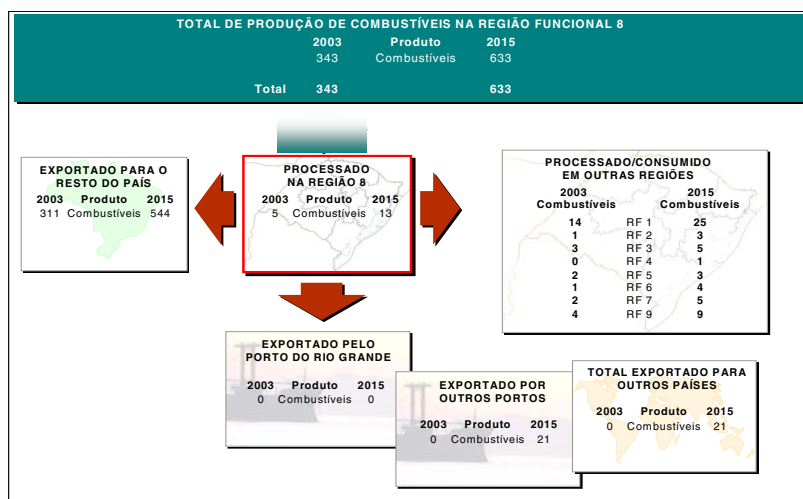 TOTAL DE PRODUÇÃO DE COMBUSTÍVEIS NA REGIÃO FUNCIONAL 8
2003 Produto 2015
343 Combustíveis 633
Total 343 633
EXPORTADO PARA O
RESTO DO PAÍS
2003 Produto 2015
311 Combustíveis 544
PROCESSADO
NA REGIÃO 8
2003 Produto 2015
5 Combustíveis 13
PROCESSADO/CONSUMIDO
EM OUTRAS REGIÕES
2003 2015
Combustíveis Combustíveis
14 RF 1 25
1 RF 2 3
3 RF 3 5
0 RF 4 1
2 RF 5 3
1 RF 6 4
2 RF 7 5
4 RF 9 9
EXPORTADO PELO
PORTO DO RIO GRANDE
2003 Produto 2015
0 Combustíveis 0
EXPORTADO POR
OUTROS PORTOS
2003 Produto 2015
0 Combustíveis 21
TOTAL EXPORTADO PARA
OUTROS PAÍSES
2003 Produto 2015
0 Combustíveis 21